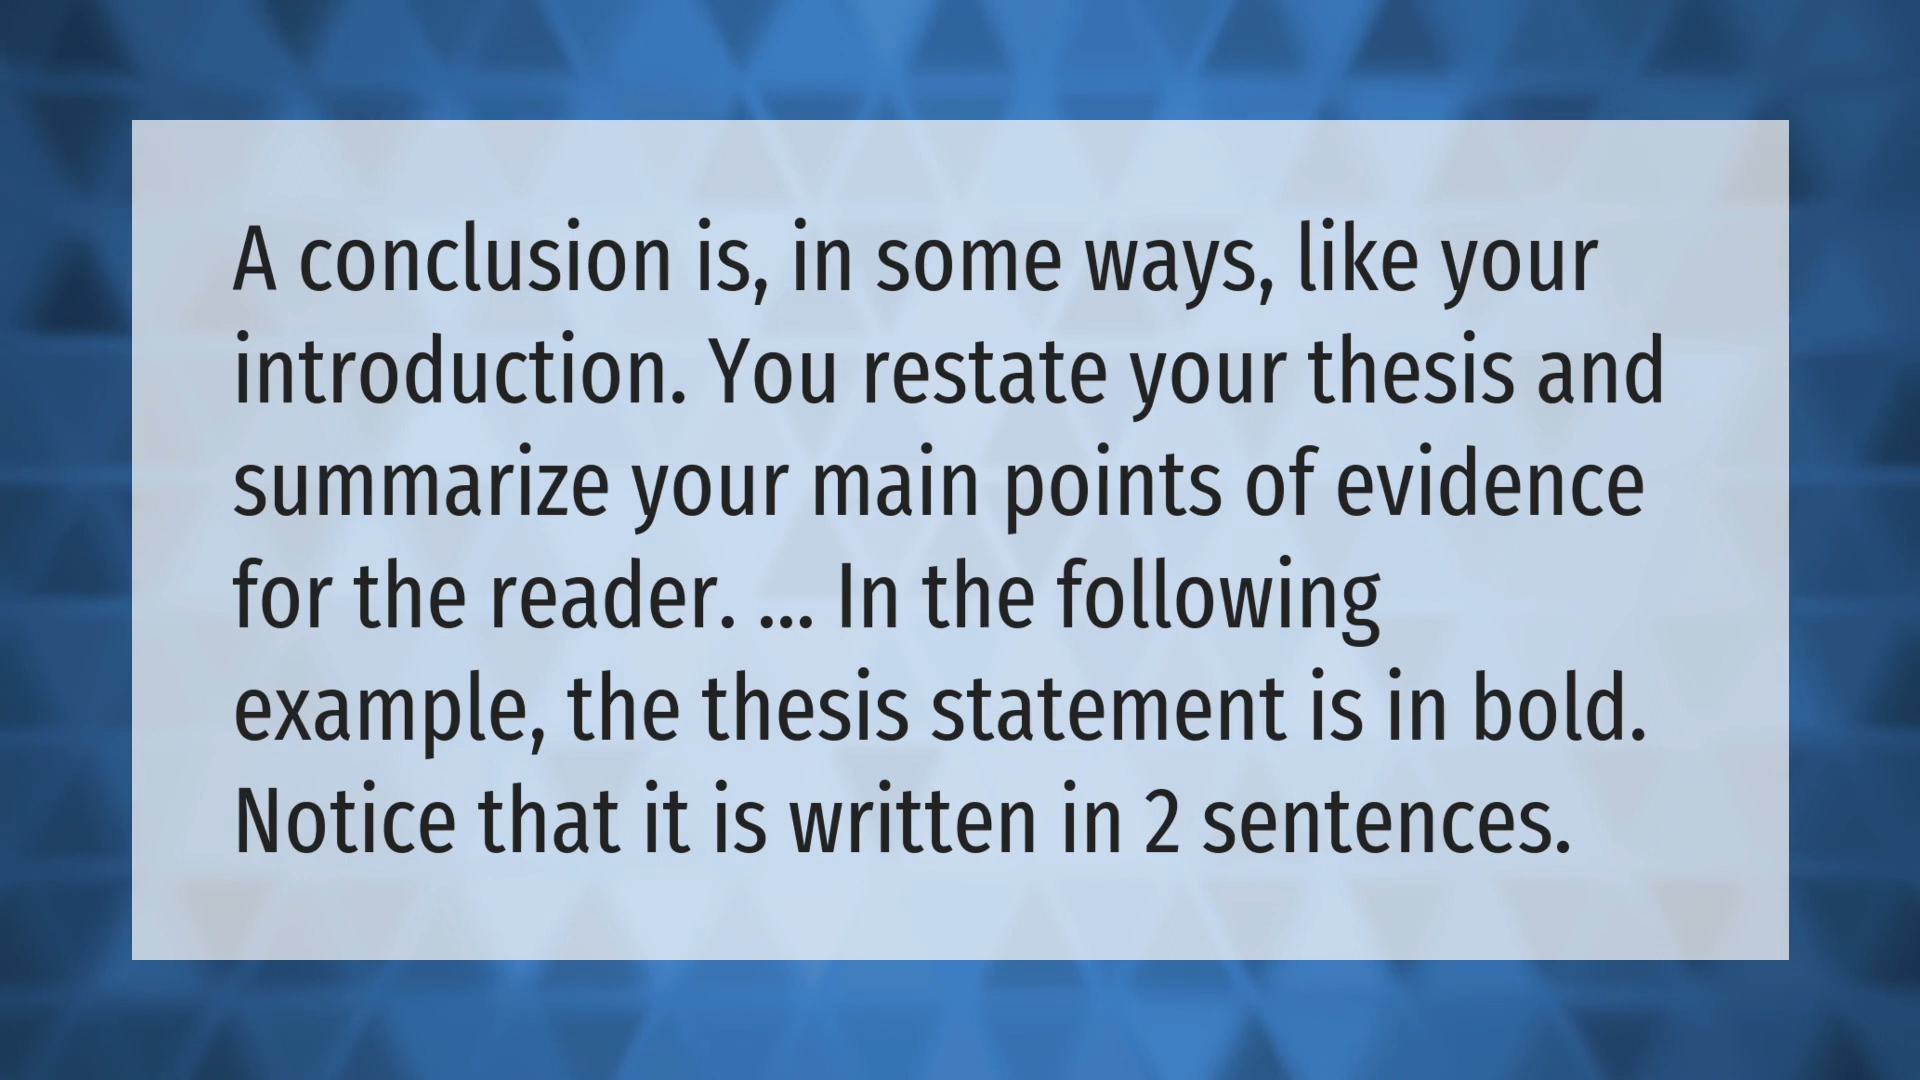 A conclusion is, in some ways, like your
introduction. You restate your thesis and
summarize your main points of evidence
for the reader. ... In the following
example, the thesis statement is in bold.
Notice that it is written in 2 sentences.